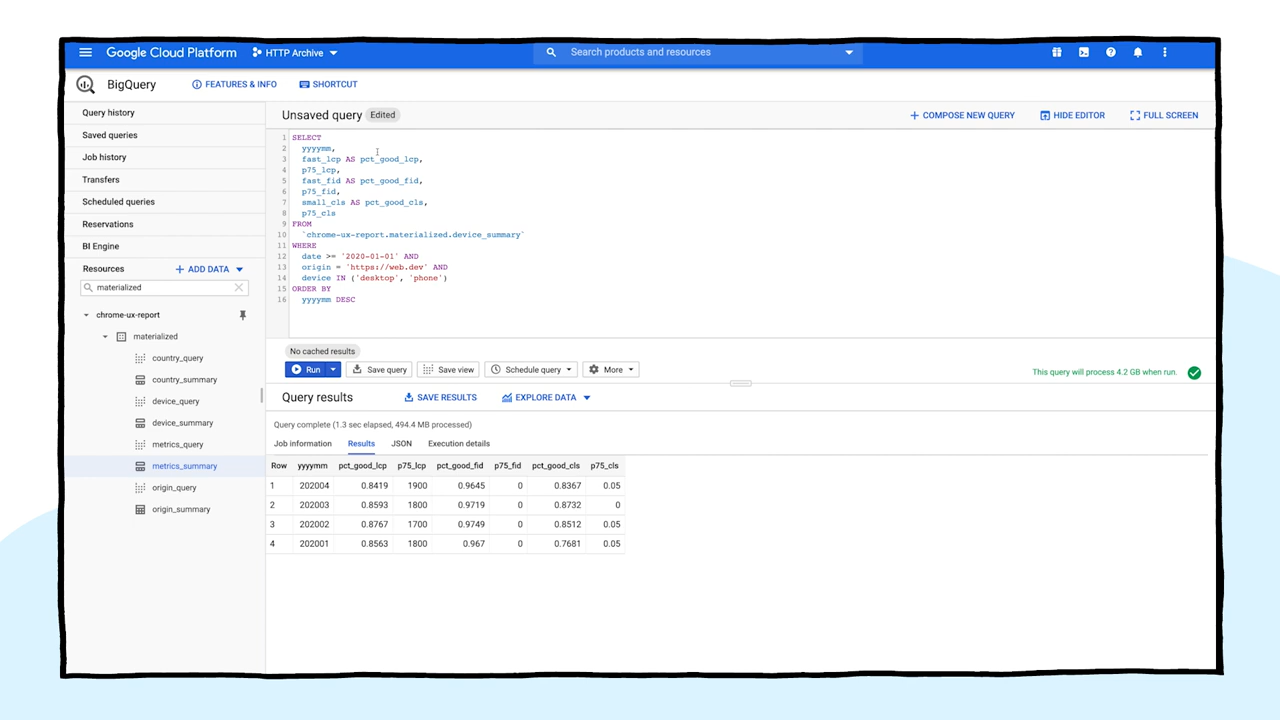 Google Cloud Platform HTTP Archive Search products and resources
BigQuery FEATURES & INFO SHORTCUT
Query history
Saved queries
Job history
Transfers
Scheduled queries
Reservations
BI Engine
Resources + ADD DATA
materialized
chrome-ux-report
materialized
country_query
country_summary
device_query
device_summary
metrics_query
metrics_summary
origin_query
origin_summary
Unsaved query Edited + COMPOSE NEW QUERY HIDE EDITOR FULL SCREEN
1 SELECT
2 yyyymm,
3 fast_lcp AS pct_good_lcp,
4 p75_lcp,
5 fast_fid AS pct_good_fid,
6 p75_fid,
7 small_cls AS pct_good_cls,
8 p75_cls
9 FROM
10 `chrome-ux-report.materialized.device_summary`
11 WHERE
12 date >= '2020-01-01' AND
13 origin = 'https://web.dev' AND
14 device IN ('desktop', 'phone')
15 ORDER BY
16 yyyymm DESC
No cached results
Run Save query Save view Schedule query More This query will process 4.2 GB when run.
Query results SAVE RESULTS EXPLORE DATA
Query complete (1.3 sec elapsed, 494.4 MB processed)
Job information Results JSON Execution details
Row yyyymm pct_good_lcp p75_lcp pct_good_fid p75_fid pct_good_cls p75_cls
1 202004 0.8419 1900 0.9645 0 0.8367 0.05
2 202003 0.8593 1800 0.9719 0 0.8732 0
3 202002 0.8767 1700 0.9749 0 0.8512 0.05
4 202001 0.8563 1800 0.967 0 0.7681 0.05